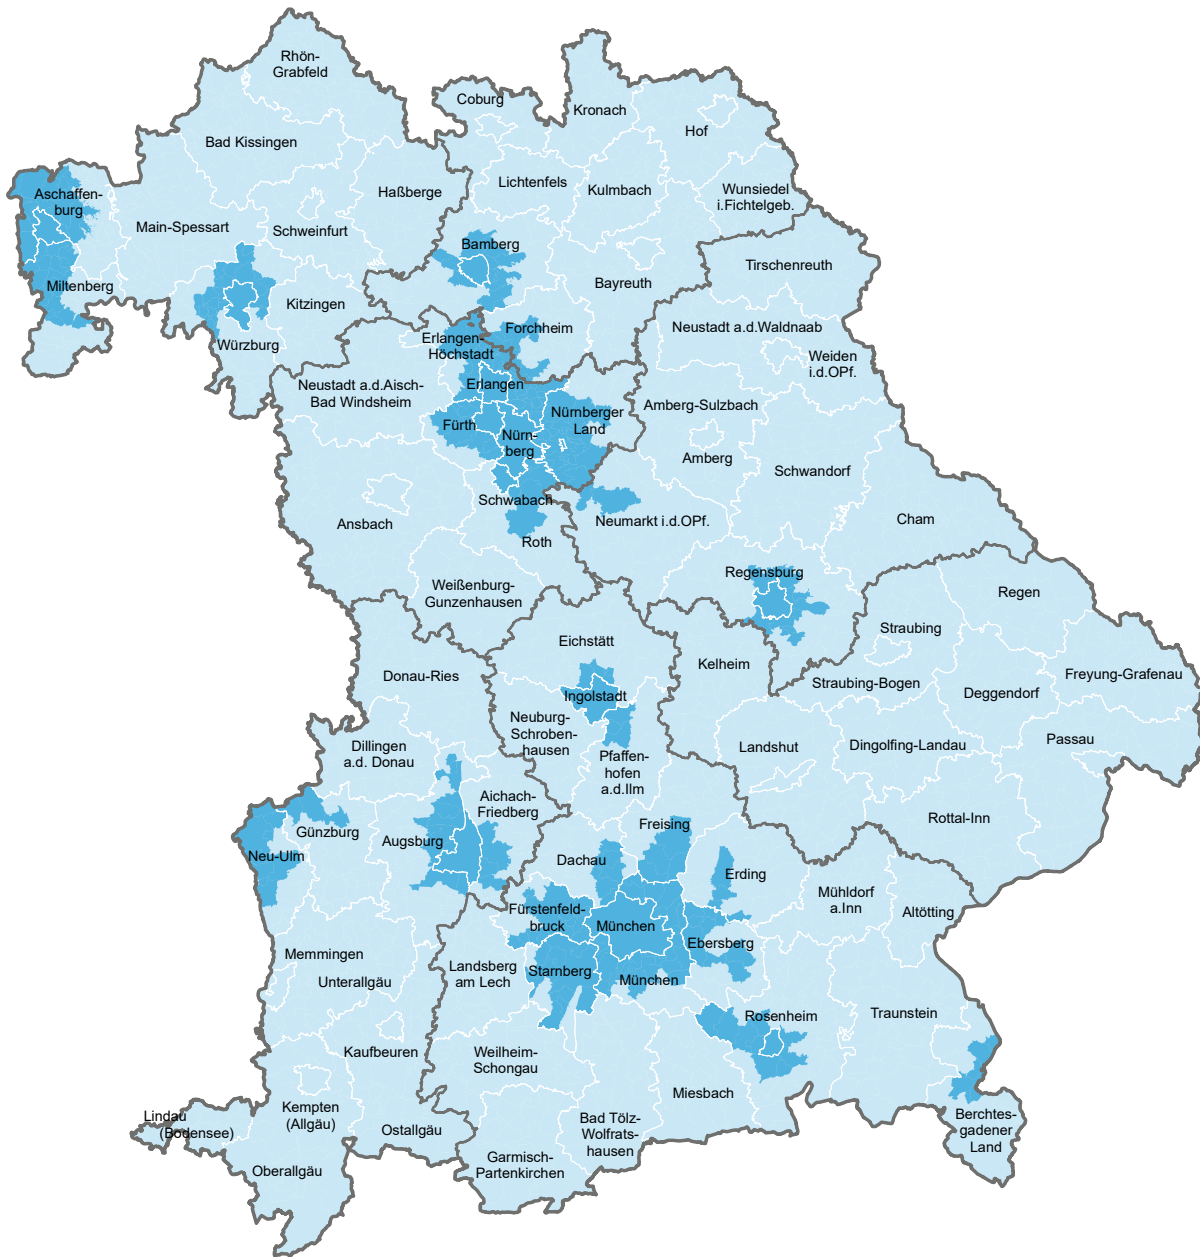 Rhön-
Grabfeld
Coburg
Kronach
Hof
Bad Kissingen
Lichtenfels
Kulmbach
Wunsiedel
i.Fichtelgeb.
Haßberge
Aschaffen-
burg
Main-Spessart
Schweinfurt
Bamberg
Tirschenreuth
Bayreuth
Miltenberg
Kitzingen
Würzburg
Forchheim
Erlangen-
Höchstadt
Neustadt a.d.Waldnaab
Weiden
i.d.OPf.
Neustadt a.d.Aisch-
Bad Windsheim
Erlangen
Fürth
Nürn-
berg
Nürnberger
Land
Amberg-Sulzbach
Amberg
Schwandorf
Schwabach
Ansbach
Neumarkt i.d.OPf.
Cham
Roth
Regensburg
Weißenburg-
Gunzenhausen
Regen
Straubing
Eichstätt
Kelheim
Donau-Ries
Freyung-Grafenau
Straubing-Bogen
Deggendorf
Ingolstadt
Neuburg-
Schroben-
hausen
Passau
Landshut
Dingolfing-Landau
Dillingen
a.d. Donau
Pfaffen-
hofen
a.d.Ilm
Aichach-
Friedberg
Rottal-Inn
Günzburg
Augsburg
Freising
Neu-Ulm
Dachau
Erding
Mühldorf
a.Inn
Altötting
Fürstenfeld-
bruck
München
Ebersberg
Memmingen
Landsberg
am Lech
Starnberg
München
Unterallgäu
Rosenheim
Traunstein
Kaufbeuren
Weilheim-
Schongau
Miesbach
Lindau
(Bodensee)
Kempten
(Allgäu)
Ostallgäu
Bad Tölz-
Wolfrats-
hausen
Berchtes-
gadener
Land
Garmisch-
Partenkirchen
Oberallgäu